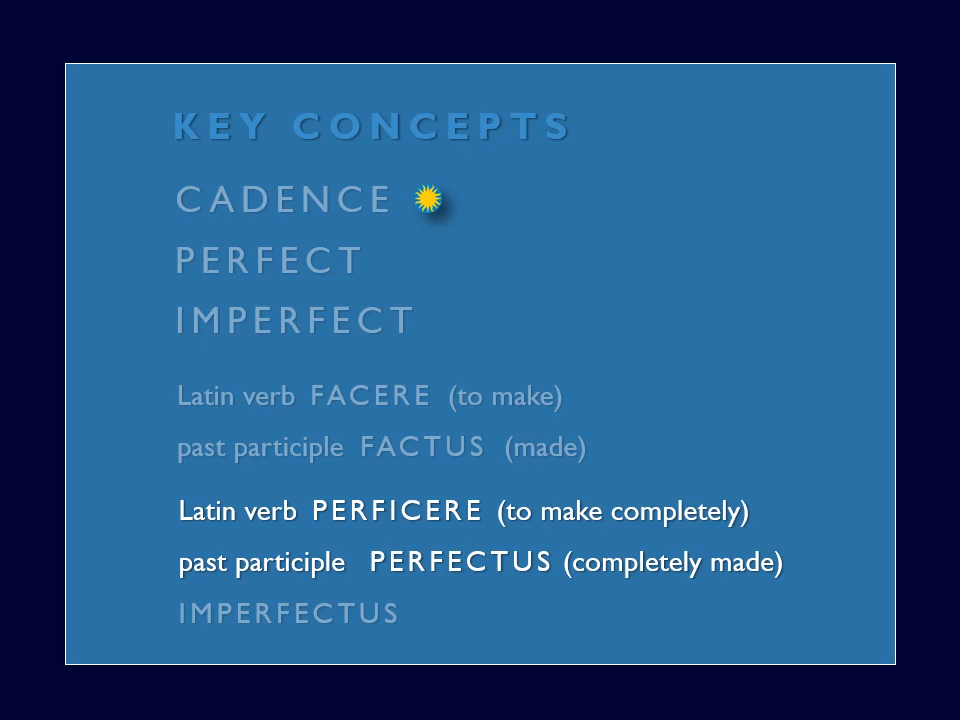 KEY CONCEPTS
CADENCE
PERFECT
IMPERFECT
Latin verb FACERE (to make)
past participle FACTUS (made)
Latin verb PERFICERE (to make completely)
past participle PERFECTUS (completely made)
IMPERFECTUS